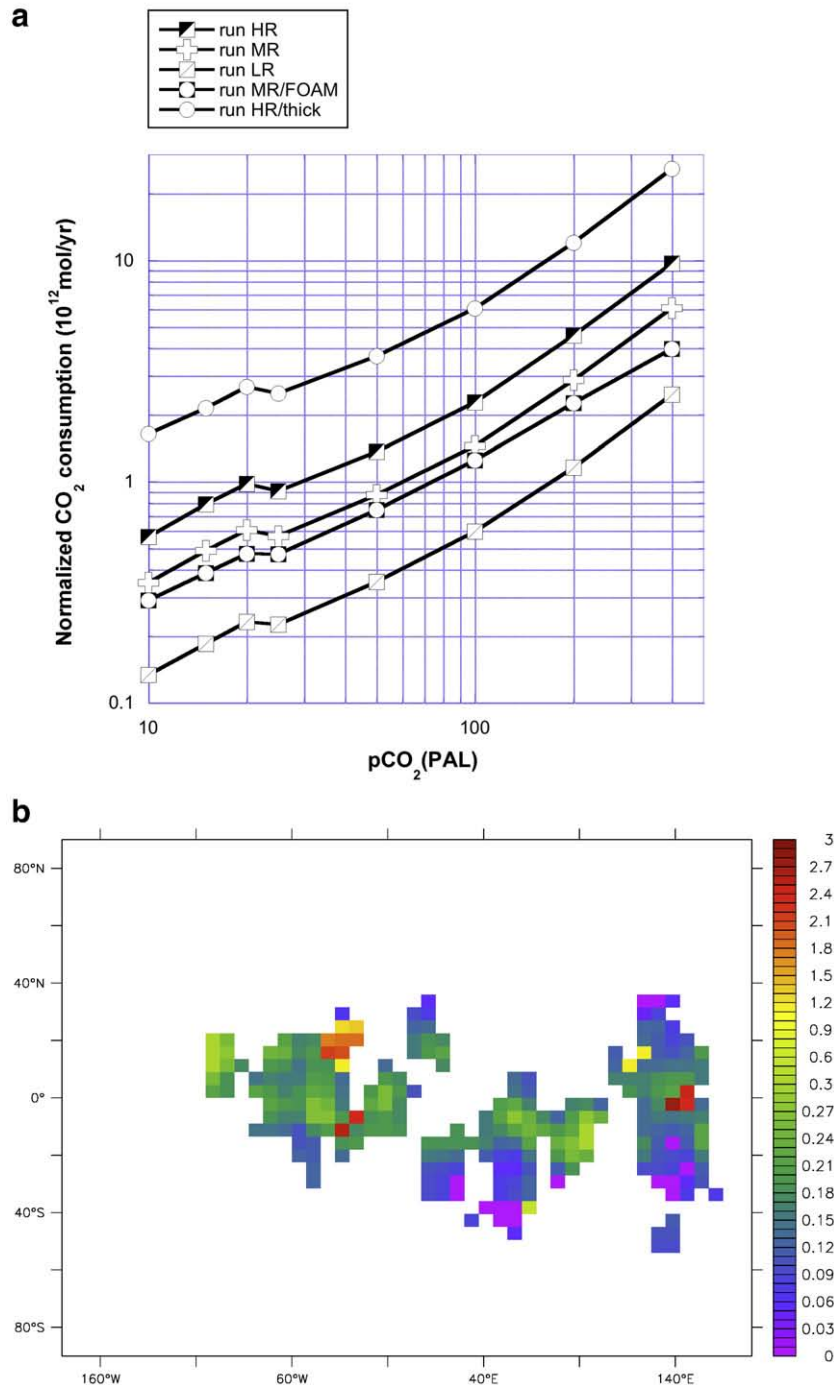 a
run HR
run MR
run LR
run MR/FOAM
run HR/thick
Normalized CO₂ consumption (10¹²mol/yr)
10
1
0.1
10
100
pCO₂(PAL)
b
80°N
40°N
0°
40°S
80°S
160°W
60°W
40°E
140°E
3
2.7
2.4
2.1
1.8
1.5
1.2
0.9
0.6
0.3
0.27
0.24
0.21
0.18
0.15
0.12
0.09
0.06
0.03
0